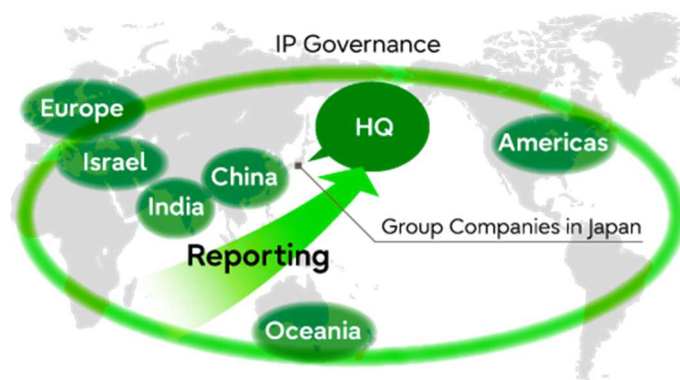 IP Governance
Europe
HQ
Americas
Israel
China
India
Group Companies in Japan
Reporting
Oceania